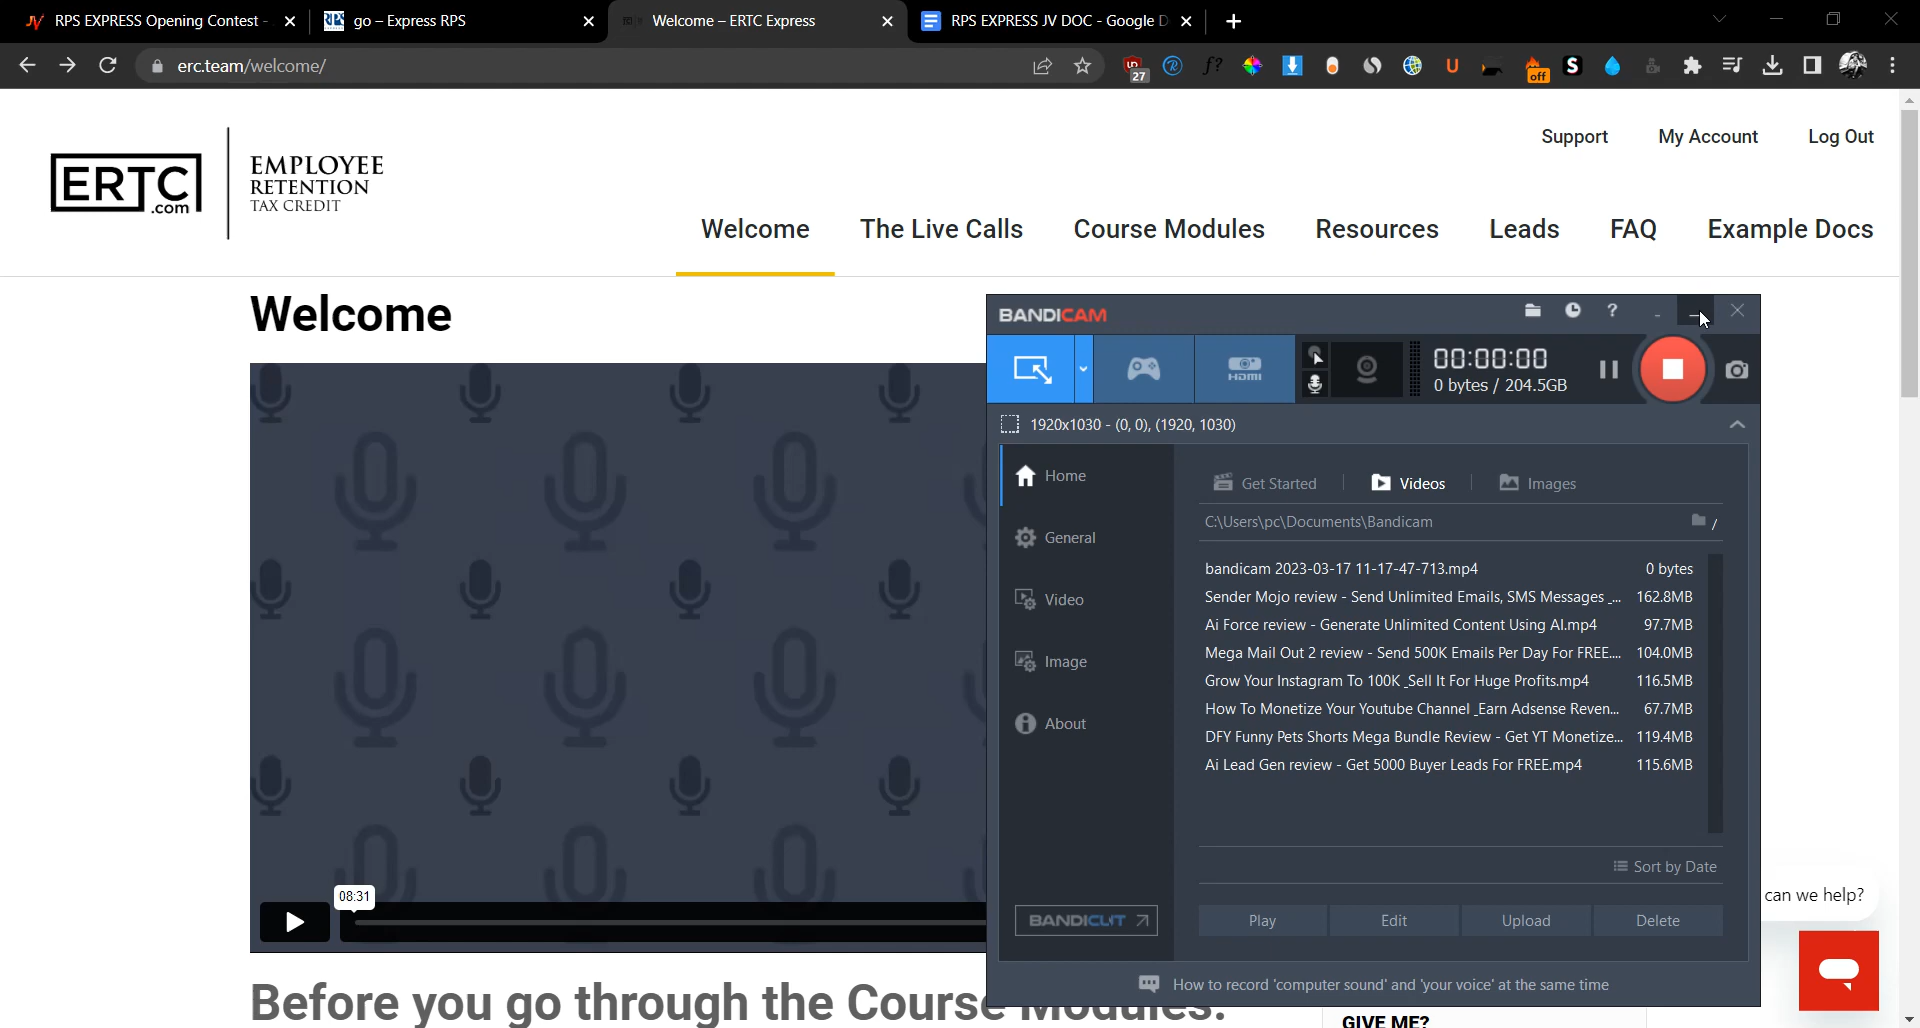 RPS EXPRESS Opening Contest -
go – Express RPS
Welcome – ERTC Express
RPS EXPRESS JV DOC - Google D
erc.team/welcome/
27
off
Support
My Account
Log Out
ERTC
.com
EMPLOYEE
RETENTION
TAX CREDIT
Welcome
The Live Calls
Course Modules
Resources
Leads
FAQ
Example Docs
Welcome
08:31
Before you go through the Course Modules.
BANDICAM
HDMI
00:00:00
0 bytes / 204.5GB
1920x1030 - (0, 0), (1920, 1030)
Home
General
Video
Image
About
BANDICUT
Get Started
Videos
Images
C:\Users\pc\Documents\Bandicam
/
bandicam 2023-03-17 11-17-47-713.mp4 0 bytes
Sender Mojo review - Send Unlimited Emails, SMS Messages _... 162.8MB
Ai Force review - Generate Unlimited Content Using AI.mp4 97.7MB
Mega Mail Out 2 review - Send 500K Emails Per Day For FREE.... 104.0MB
Grow Your Instagram To 100K _Sell It For Huge Profits.mp4 116.5MB
How To Monetize Your Youtube Channel _Earn Adsense Reven... 67.7MB
DFY Funny Pets Shorts Mega Bundle Review - Get YT Monetize... 119.4MB
Ai Lead Gen review - Get 5000 Buyer Leads For FREE.mp4 115.6MB
Sort by Date
Play
Edit
Upload
Delete
How to record 'computer sound' and 'your voice' at the same time
can we help?
GIVE ME?